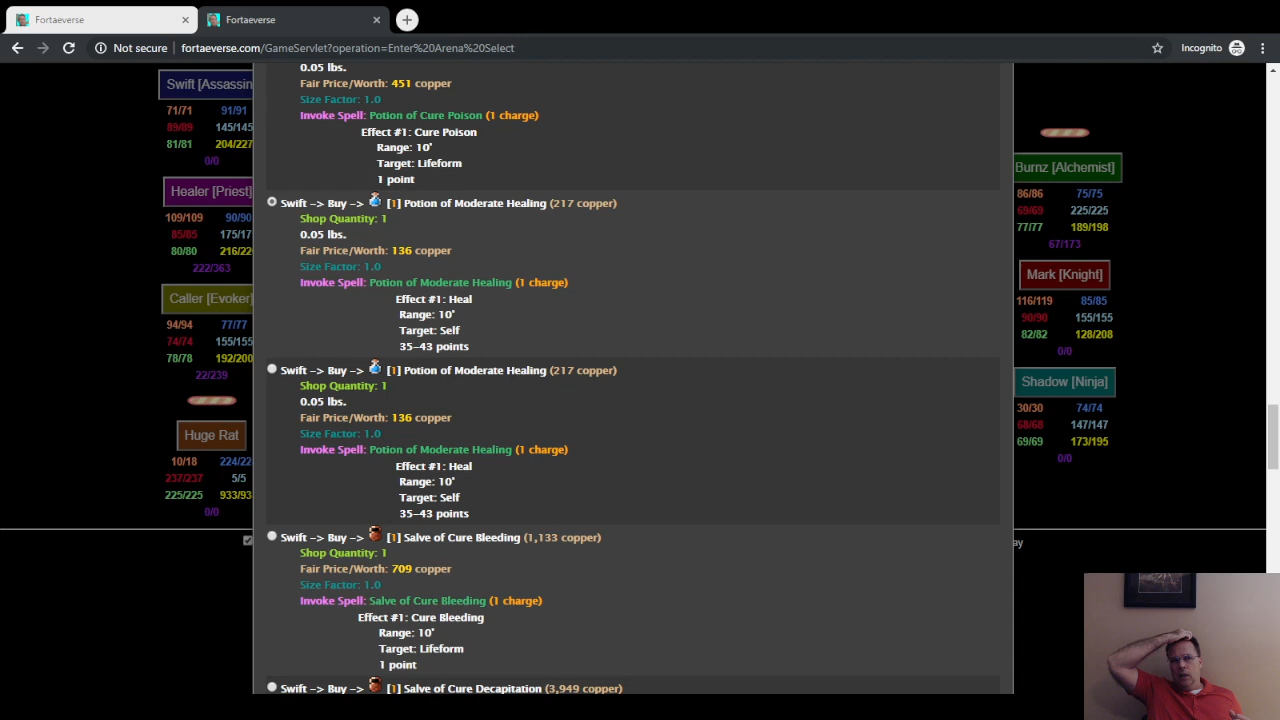 Fortaeverse
Fortaeverse
Not secure fortaeverse.com/GameServlet?operation=Enter%20Arena%20Select
Incognito
Swift [Assassin
71/71 91/91
89/89 145/145
81/81 204/227
0/0
Healer [Priest]
109/109 90/90
85/85 175/17
80/80 216/22
222/363
Caller [Evoker]
94/94 77/77
74/74 155/155
78/78 192/200
22/239
Huge Rat
10/18 224/22
237/237 5/5
225/225 933/93
0/0
0.05 lbs.
Fair Price/Worth: 451 copper
Size Factor: 1.0
Invoke Spell: Potion of Cure Poison (1 charge)
Effect #1: Cure Poison
Range: 10'
Target: Lifeform
1 point
Swift -> Buy -> [1] Potion of Moderate Healing (217 copper)
Shop Quantity: 1
0.05 lbs.
Fair Price/Worth: 136 copper
Size Factor: 1.0
Invoke Spell: Potion of Moderate Healing (1 charge)
Effect #1: Heal
Range: 10'
Target: Self
35-43 points
Swift -> Buy -> [1] Potion of Moderate Healing (217 copper)
Shop Quantity: 1
0.05 lbs.
Fair Price/Worth: 136 copper
Size Factor: 1.0
Invoke Spell: Potion of Moderate Healing (1 charge)
Effect #1: Heal
Range: 10'
Target: Self
35-43 points
Swift -> Buy -> [1] Salve of Cure Bleeding (1,133 copper)
Shop Quantity: 1
Fair Price/Worth: 709 copper
Size Factor: 1.0
Invoke Spell: Salve of Cure Bleeding (1 charge)
Effect #1: Cure Bleeding
Range: 10'
Target: Lifeform
1 point
Swift -> Buy -> [1] Salve of Cure Decapitation (3,949 copper)
Burnz [Alchemist]
86/86 75/75
69/69 225/225
77/77 189/198
67/173
Mark [Knight]
116/119 85/85
90/90 155/155
82/82 128/208
0/0
Shadow [Ninja]
30/30 74/74
68/68 147/147
69/69 173/195
0/0
ay